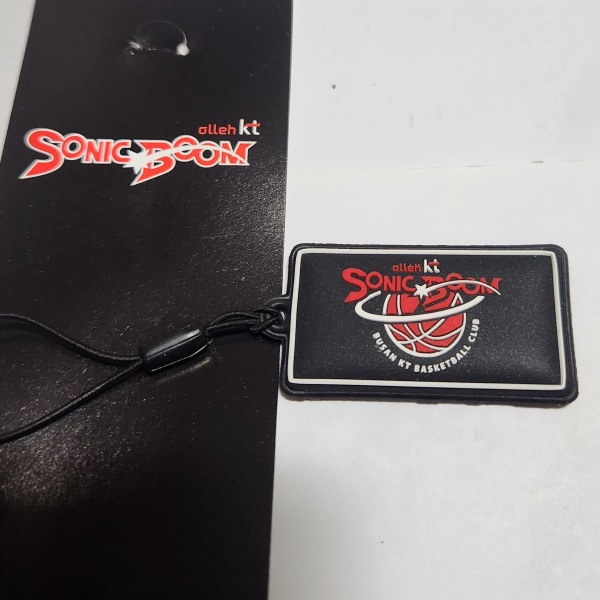 olleh kt
SONIC BOOM
olleh kt
SONIC BOOM
BUSAN KT BASKETBALL CLUB